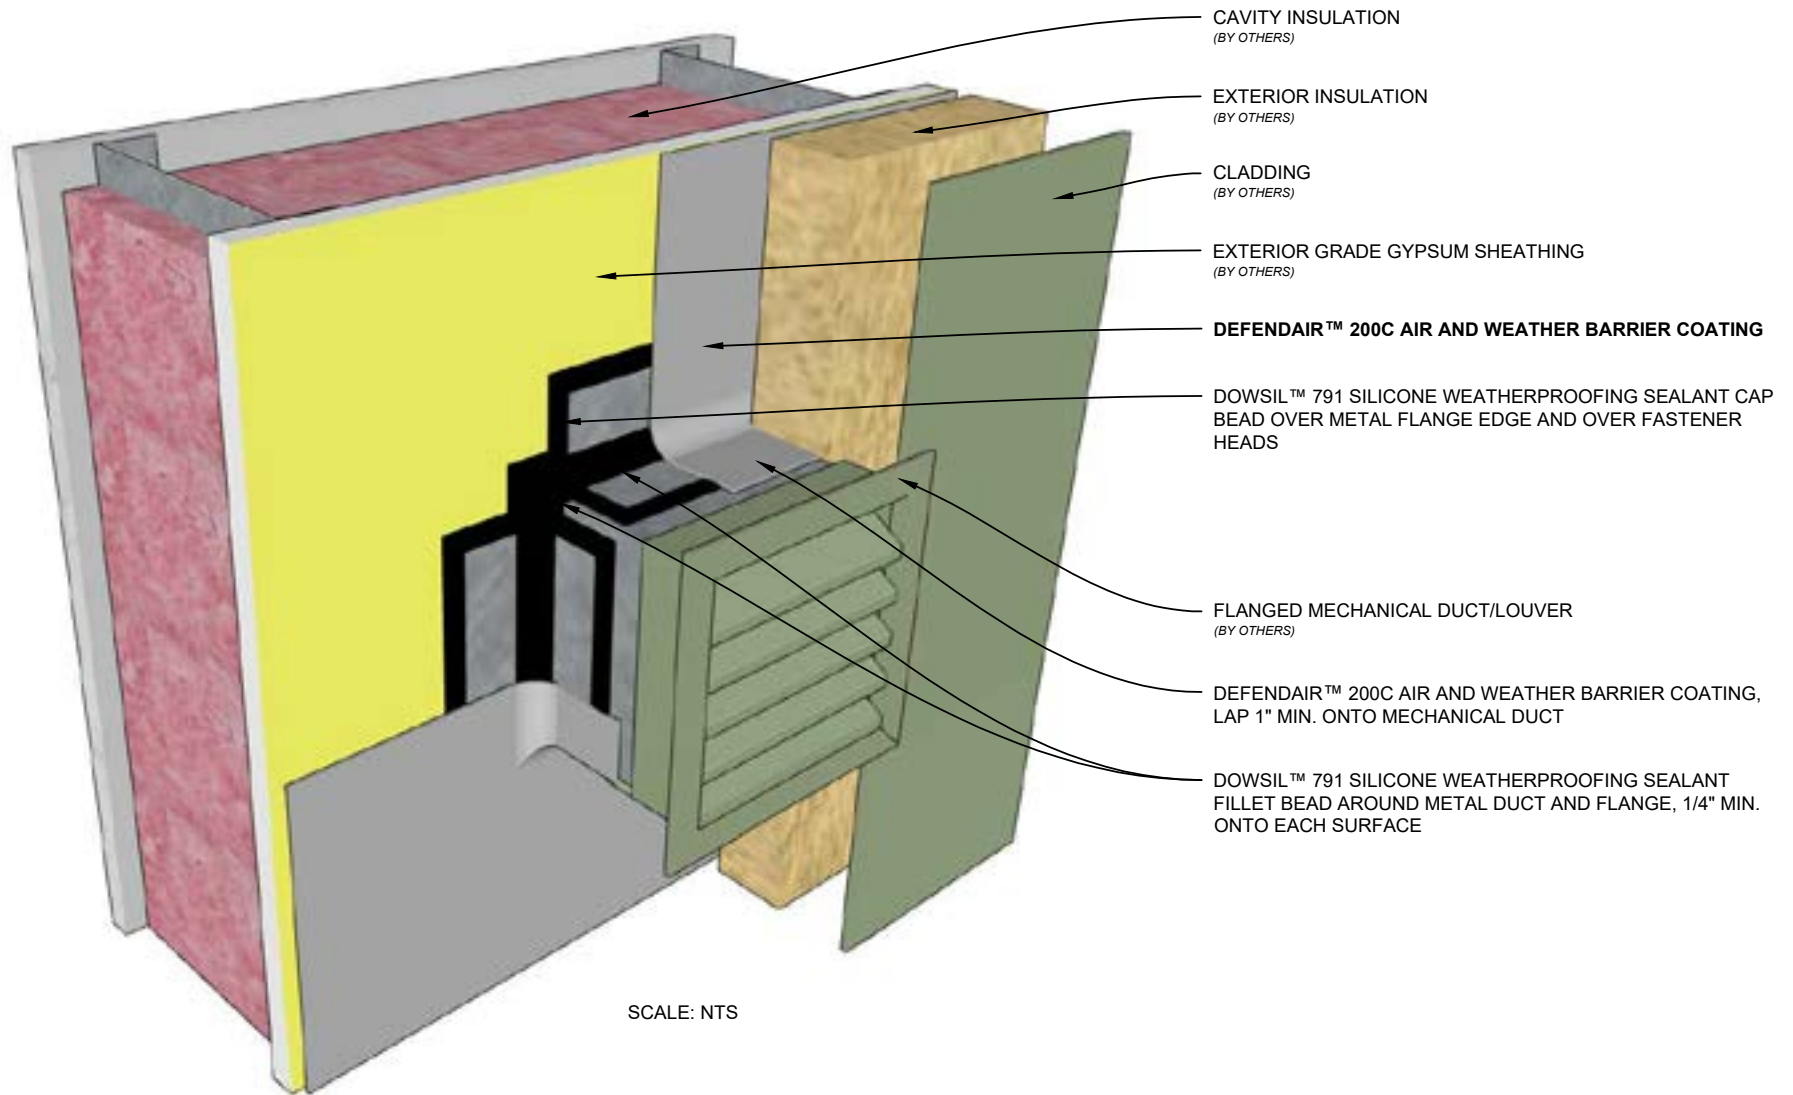 CAVITY INSULATION
(BY OTHERS)
EXTERIOR INSULATION
(BY OTHERS)
CLADDING
(BY OTHERS)
EXTERIOR GRADE GYPSUM SHEATHING
(BY OTHERS)
DEFENDAIR™ 200C AIR AND WEATHER BARRIER COATING
DOWSIL™ 791 SILICONE WEATHERPROOFING SEALANT CAP
BEAD OVER METAL FLANGE EDGE AND OVER FASTENER
HEADS
FLANGED MECHANICAL DUCT/LOUVER
(BY OTHERS)
DEFENDAIR™ 200C AIR AND WEATHER BARRIER COATING,
LAP 1" MIN. ONTO MECHANICAL DUCT
DOWSIL™ 791 SILICONE WEATHERPROOFING SEALANT
FILLET BEAD AROUND METAL DUCT AND FLANGE, 1/4" MIN.
ONTO EACH SURFACE
SCALE: NTS